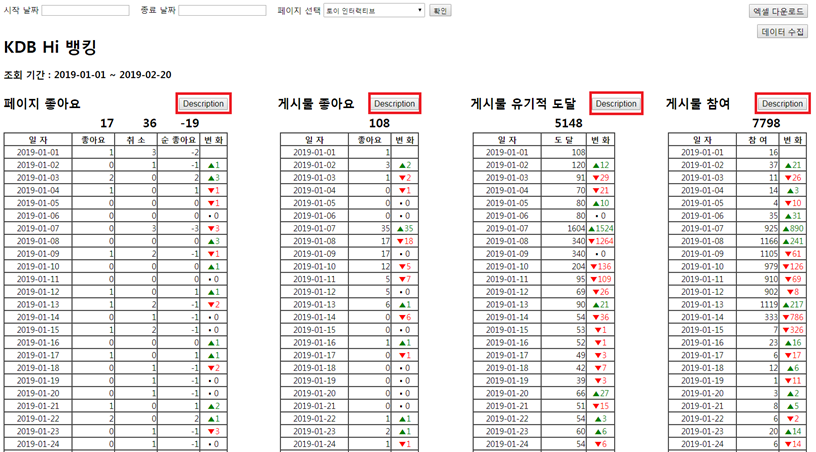 시작 날짜 종료 날짜 페이지 선택 토이 인터랙티브 확인 엑셀 다운로드
데이터 수집
KDB Hi 뱅킹
조회 기간 : 2019-01-01 ~ 2019-02-20
페이지 좋아요 Description 게시물 좋아요 Description 게시물 유기적 도달 Description 게시물 참여 Description
17 36 -19 108 5148 7798
일 자 좋아요 취 소 순 좋아요 변 화 일 자 좋아요 변 화 일 자 도 달 변 화 일 자 참 여 변 화
2019-01-01 1 3 -2 2019-01-01 1 2019-01-01 108 2019-01-01 16
2019-01-02 0 1 -1 ▲1 2019-01-02 3 ▲2 2019-01-02 120 ▲12 2019-01-02 37 ▲21
2019-01-03 2 0 2 ▲3 2019-01-03 1 ▼2 2019-01-03 91 ▼29 2019-01-03 11 ▼26
2019-01-04 1 0 1 ▼1 2019-01-04 0 ▼1 2019-01-04 70 ▼21 2019-01-04 14 ▲3
2019-01-05 0 0 0 ▼1 2019-01-05 0 • 0 2019-01-05 80 ▲10 2019-01-05 4 ▼10
2019-01-06 0 0 0 • 0 2019-01-06 0 • 0 2019-01-06 80 • 0 2019-01-06 35 ▲31
2019-01-07 0 3 -3 ▼3 2019-01-07 35 ▲35 2019-01-07 1604 ▲1524 2019-01-07 925 ▲890
2019-01-08 0 0 0 ▲3 2019-01-08 17 ▼18 2019-01-08 340 ▼1264 2019-01-08 1166 ▲241
2019-01-09 1 2 -1 ▼1 2019-01-09 17 • 0 2019-01-09 340 • 0 2019-01-09 1105 ▼61
2019-01-10 0 0 0 ▲1 2019-01-10 12 ▼5 2019-01-10 204 ▼136 2019-01-10 979 ▼126
2019-01-11 0 0 0 • 0 2019-01-11 5 ▼7 2019-01-11 95 ▼109 2019-01-11 910 ▼69
2019-01-12 1 0 1 ▲1 2019-01-12 5 • 0 2019-01-12 69 ▼26 2019-01-12 902 ▼8
2019-01-13 1 2 -1 ▼2 2019-01-13 6 ▲1 2019-01-13 90 ▲21 2019-01-13 1119 ▲217
2019-01-14 0 1 -1 • 0 2019-01-14 0 ▼6 2019-01-14 54 ▼36 2019-01-14 333 ▼786
2019-01-15 1 2 -1 • 0 2019-01-15 0 • 0 2019-01-15 53 ▼1 2019-01-15 7 ▼326
2019-01-16 0 0 0 ▲1 2019-01-16 1 ▲1 2019-01-16 52 ▼1 2019-01-16 23 ▲16
2019-01-17 1 0 1 ▲1 2019-01-17 0 ▼1 2019-01-17 49 ▼3 2019-01-17 6 ▼17
2019-01-18 0 1 -1 ▼2 2019-01-18 0 • 0 2019-01-18 42 ▼7 2019-01-18 12 ▲6
2019-01-19 0 1 -1 • 0 2019-01-19 0 • 0 2019-01-19 39 ▼3 2019-01-19 1 ▼11
2019-01-20 0 1 -1 • 0 2019-01-20 0 • 0 2019-01-20 66 ▲27 2019-01-20 3 ▲2
2019-01-21 1 0 1 ▲2 2019-01-21 0 • 0 2019-01-21 51 ▼15 2019-01-21 8 ▲5
2019-01-22 2 0 2 ▲1 2019-01-22 1 ▲1 2019-01-22 54 ▲3 2019-01-22 6 ▼2
2019-01-23 0 1 -1 ▼3 2019-01-23 2 ▲1 2019-01-23 60 ▲6 2019-01-23 20 ▲14
2019-01-24 0 1 -1 • 0 2019-01-24 1 ▼1 2019-01-24 54 ▼6 2019-01-24 6 ▼14